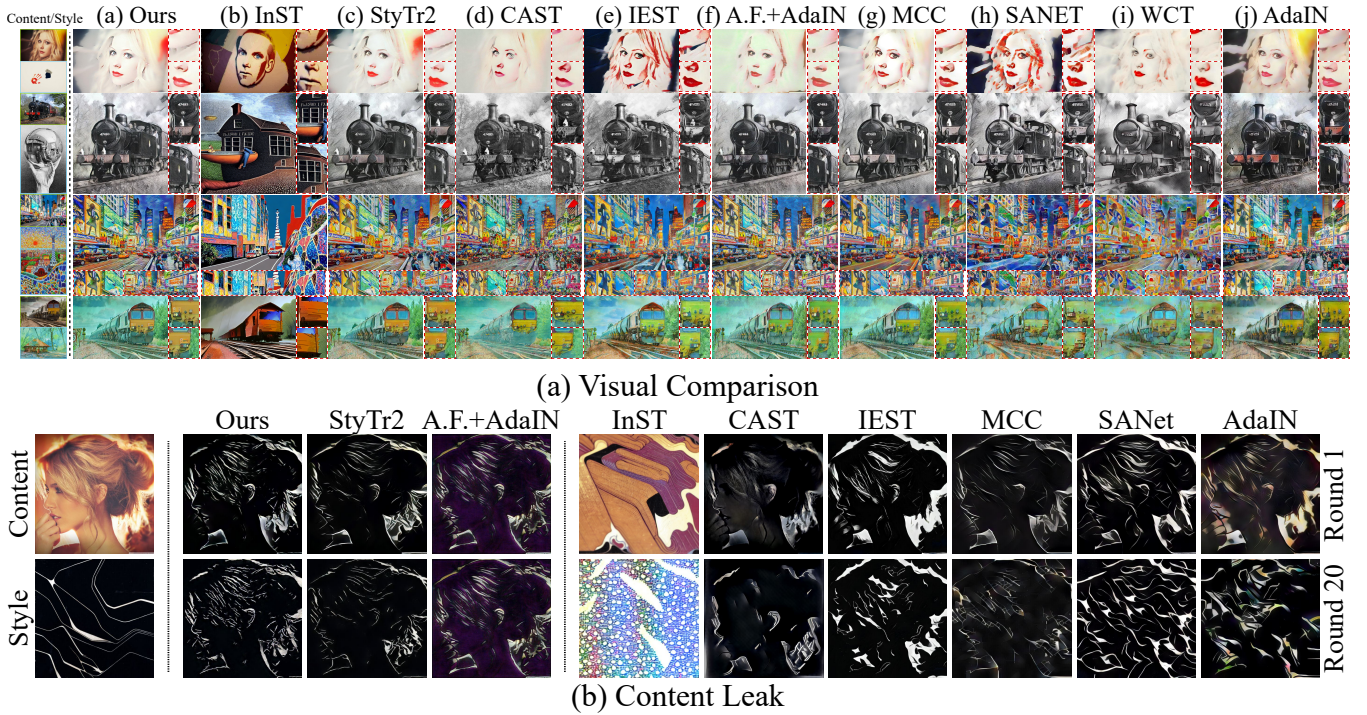 Content/Style (a) Ours (b) InST (c) StyTr2 (d) CAST (e) IEST (f) A.F.+AdaIN (g) MCC (h) SANET (i) WCT (j) AdaIN
(a) Visual Comparison
Ours StyTr2 A.F.+AdaIN InST CAST IEST MCC SANet AdaIN
Content
Round 1
Style
Round 20
(b) Content Leak